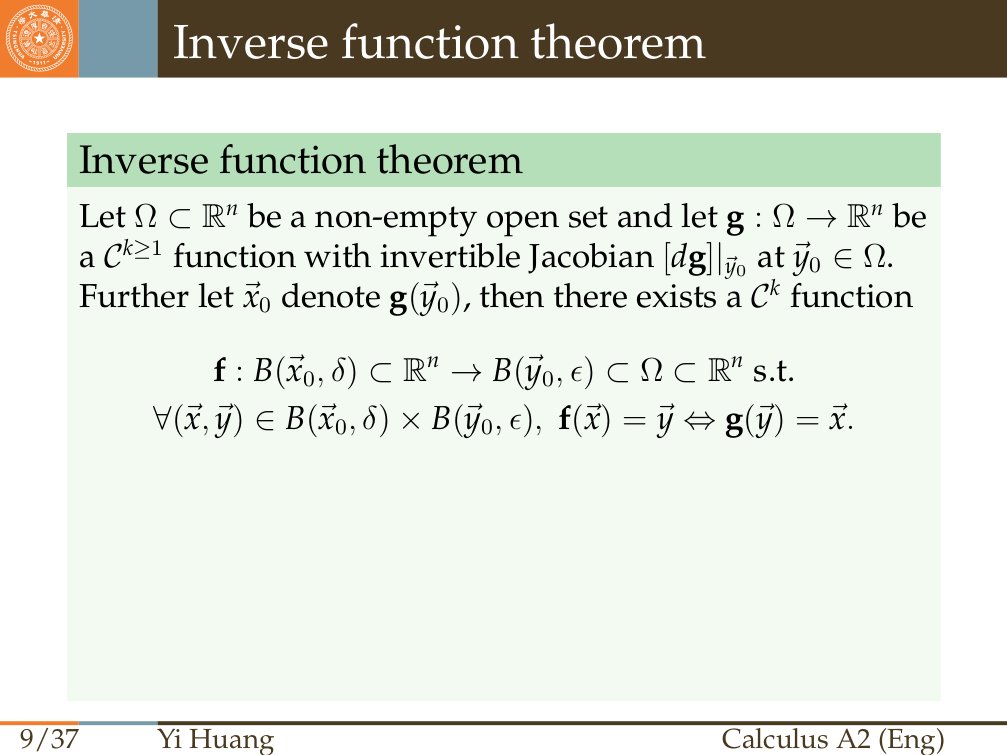 Inverse function theorem
Inverse function theorem
Let Ω ⊂ ℝⁿ be a non-empty open set and let 𝐠 : Ω → ℝⁿ be
a 𝒞^{k≥1} function with invertible Jacobian [d𝐠]|_{y⃗₀} at y⃗₀ ∈ Ω.
Further let x⃗₀ denote 𝐠(y⃗₀), then there exists a 𝒞ᵏ function
𝐟 : B(x⃗₀, δ) ⊂ ℝⁿ → B(y⃗₀, ϵ) ⊂ Ω ⊂ ℝⁿ s.t.
∀(x⃗, y⃗) ∈ B(x⃗₀, δ) × B(y⃗₀, ϵ), 𝐟(x⃗) = y⃗ ⇔ 𝐠(y⃗) = x⃗.
9/37 Yi Huang Calculus A2 (Eng)